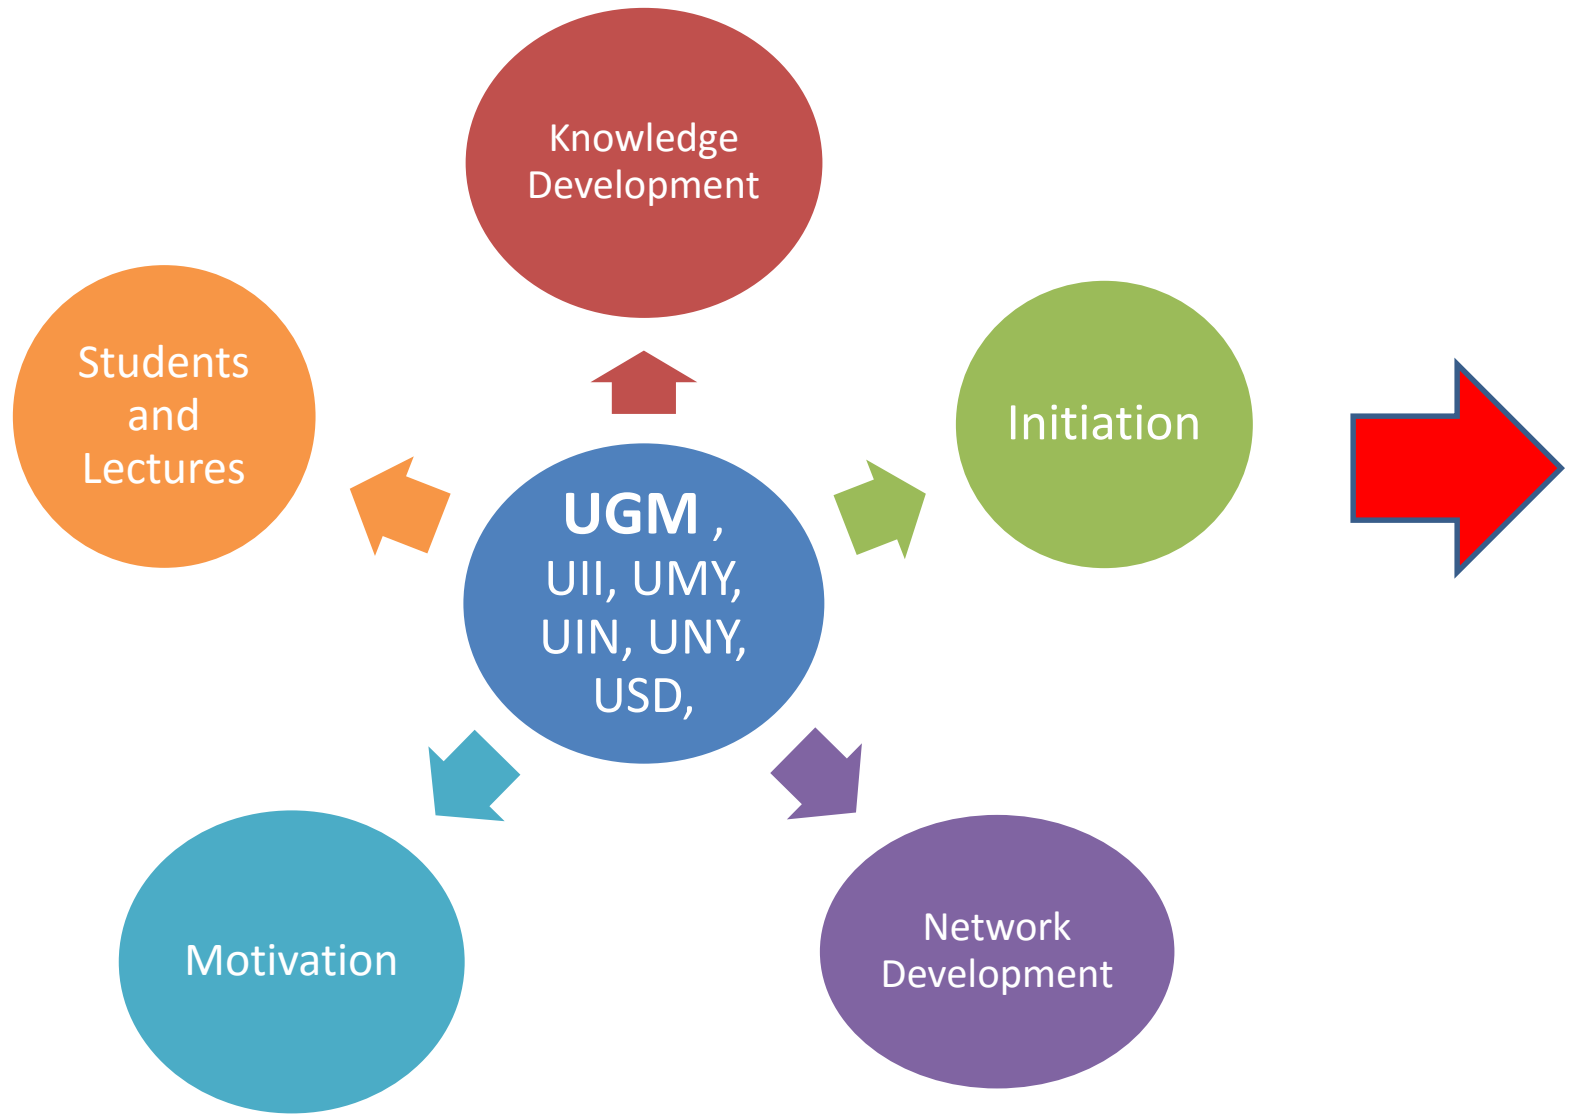 Knowledge
Development
Students
and
Lectures
Initiation
UGM ,
UII, UMY,
UIN, UNY,
USD,
Motivation
Network
Development